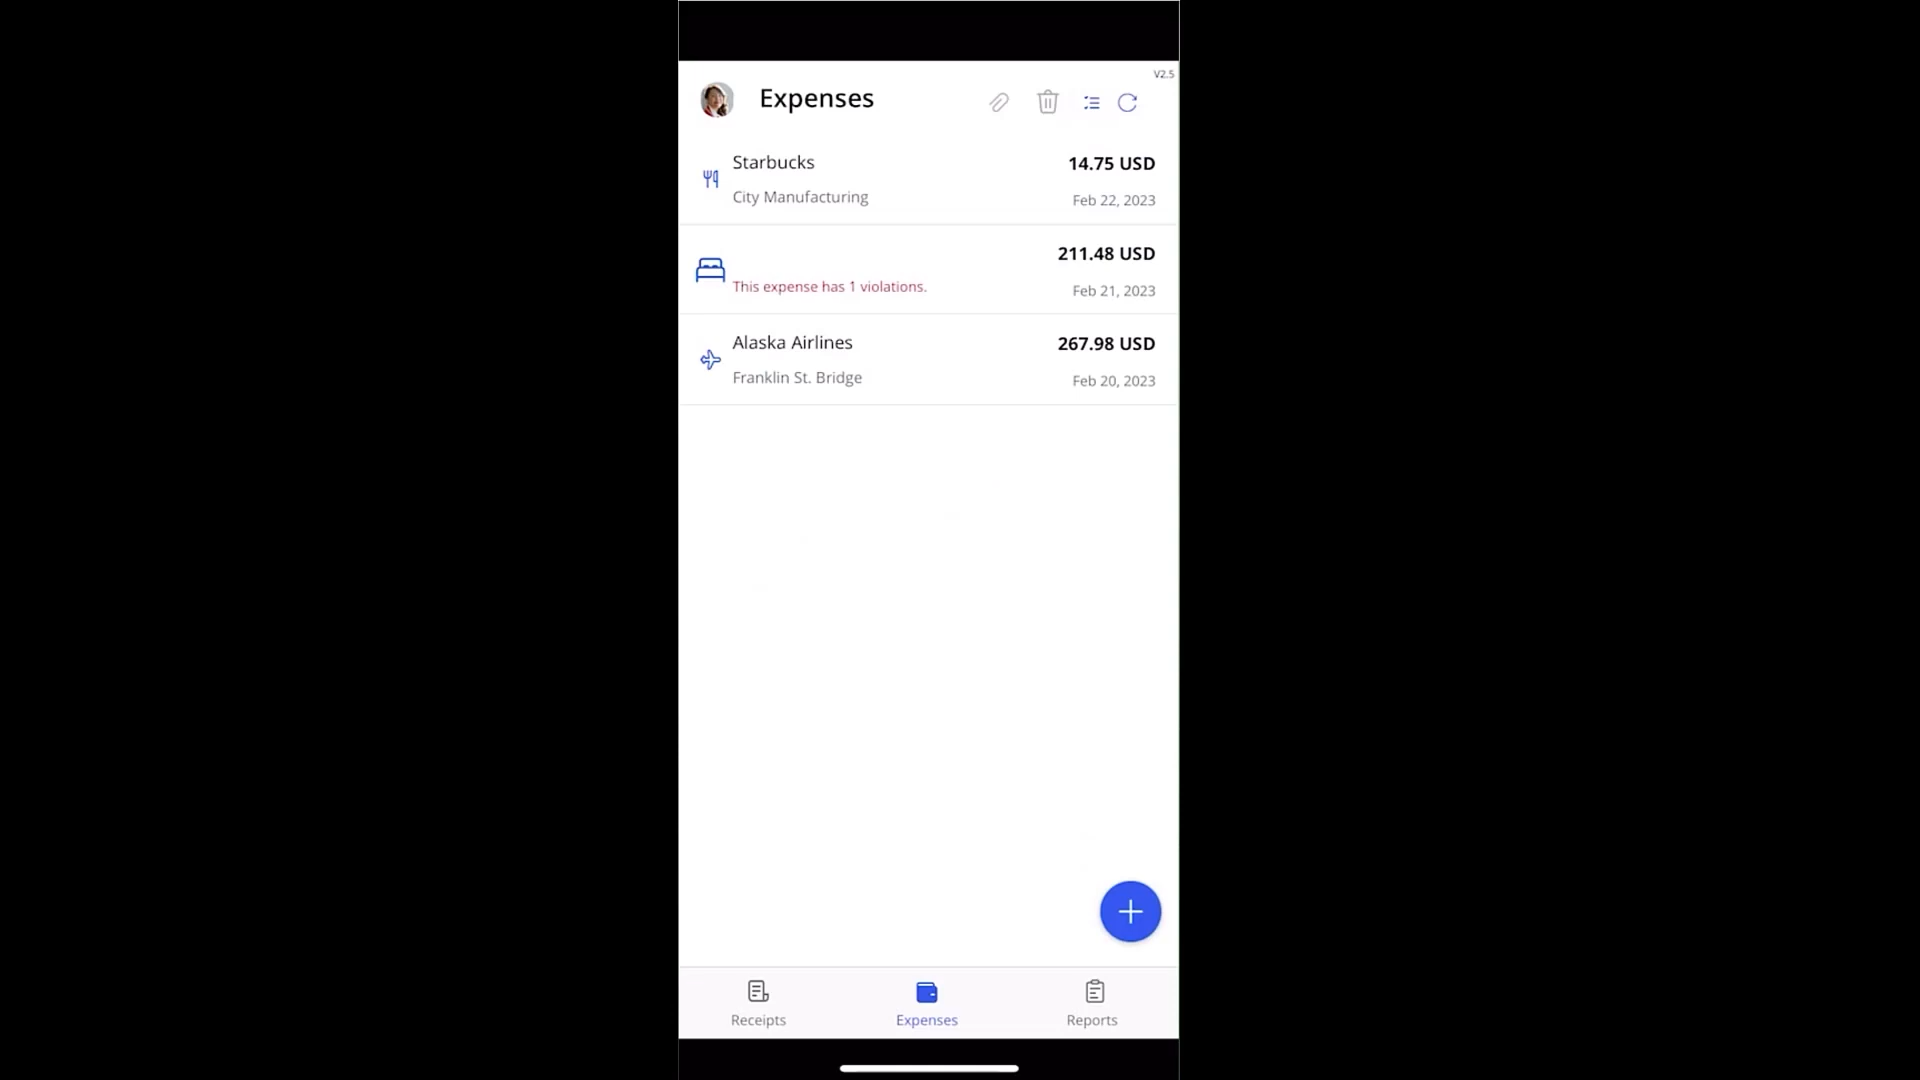 V2.5
Expenses
Starbucks 14.75 USD
City Manufacturing Feb 22, 2023
211.48 USD
This expense has 1 violations. Feb 21, 2023
Alaska Airlines 267.98 USD
Franklin St. Bridge Feb 20, 2023
Receipts Expenses Reports